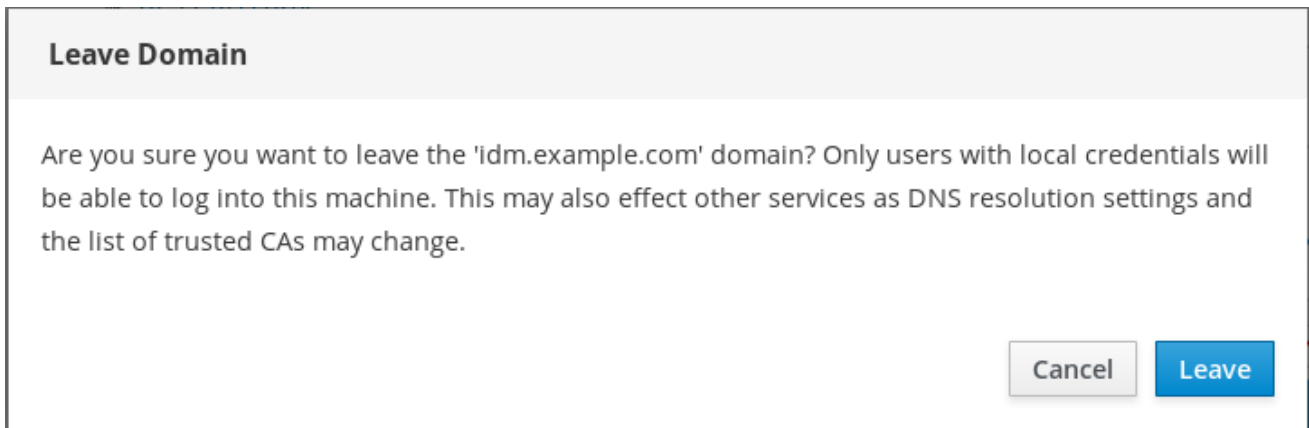 Leave Domain
Are you sure you want to leave the 'idm.example.com' domain? Only users with local credentials will
be able to log into this machine. This may also effect other services as DNS resolution settings and
the list of trusted CAs may change.
Cancel Leave